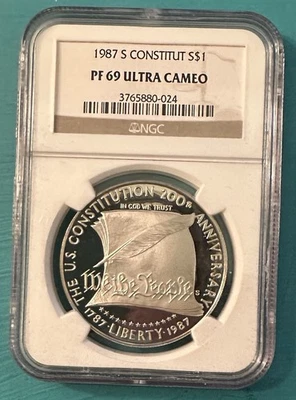 1987 S CONSTITUT S$1
PF 69 ULTRA CAMEO
3765880-024
NGC
THE U.S. CONSTITUTION 200th ANNIVERSARY
IN GOD WE TRUST
We the People
S
1787 · LIBERTY · 1987